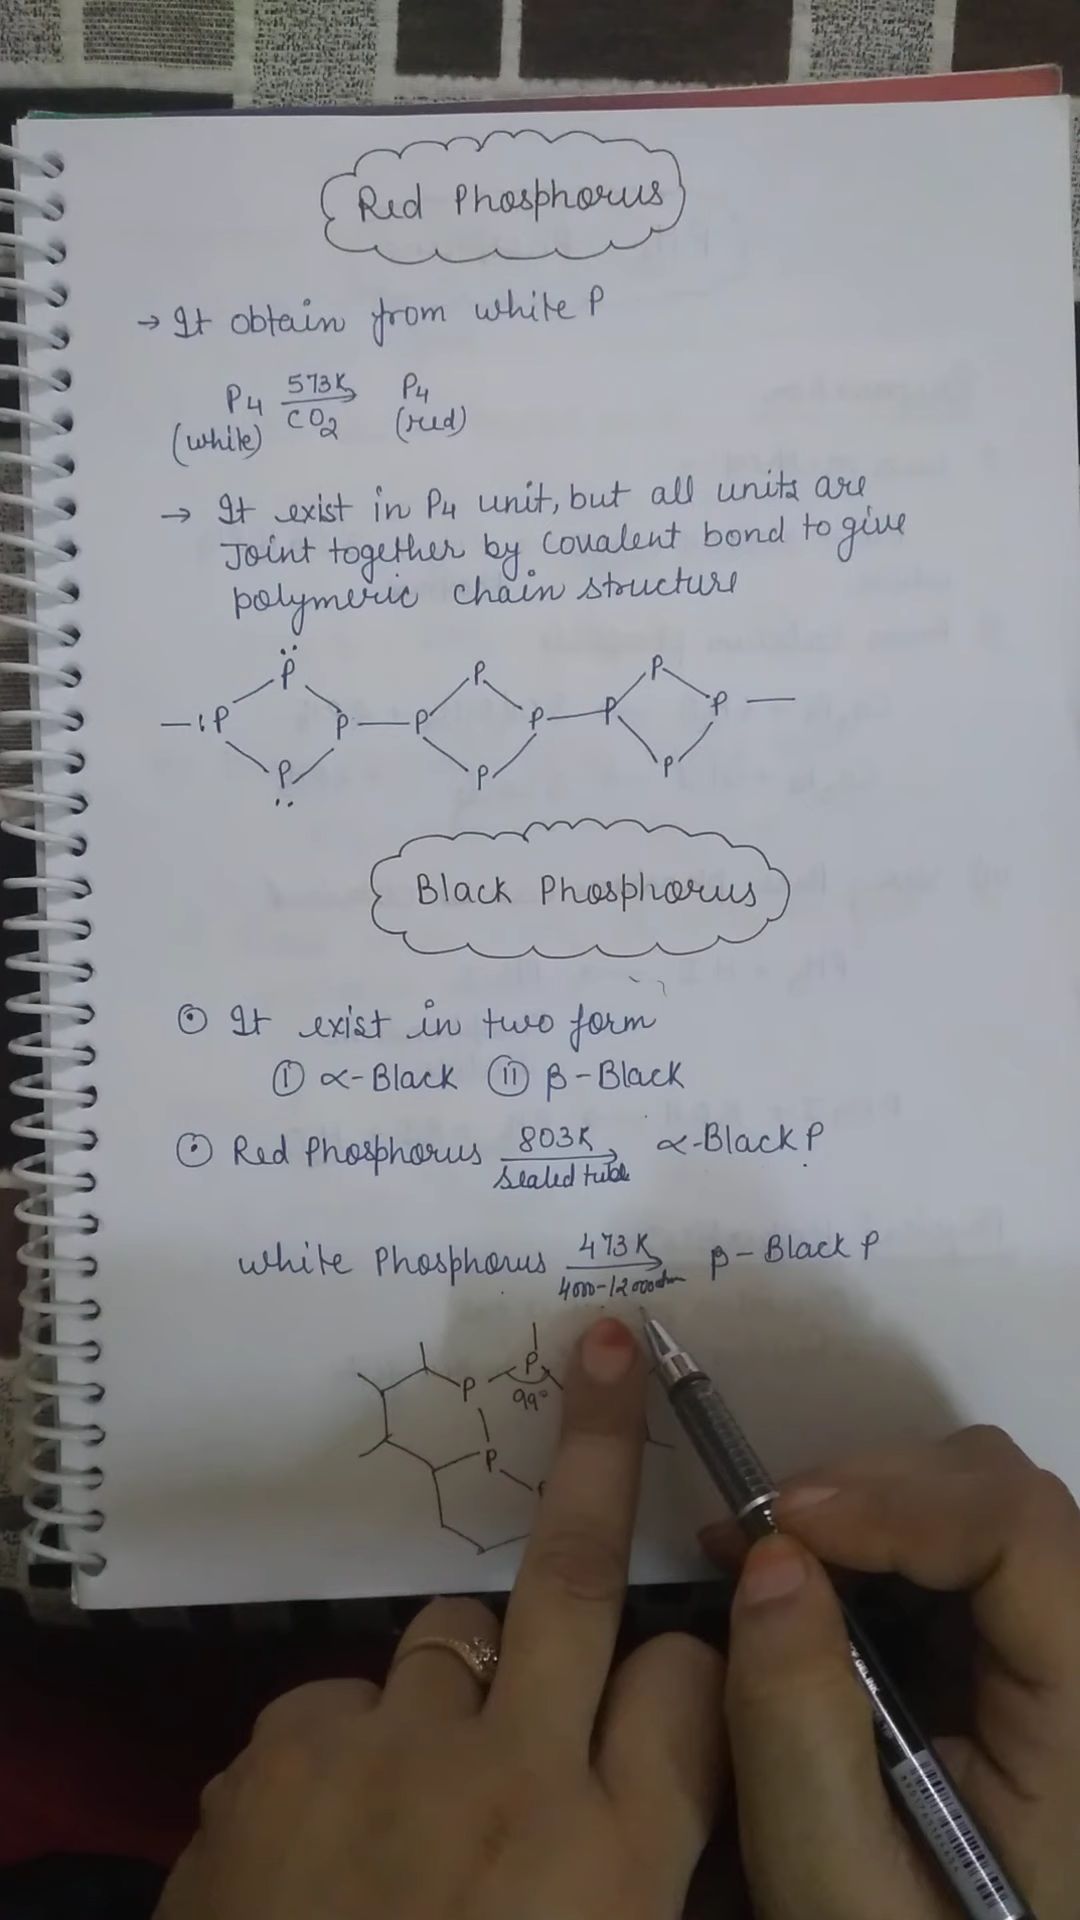 Red Phosphorus
→ It obtain from white P
P4 573K P4
(white) CO2 (red)
→ It exist in P4 unit, but all units are
Joint together by covalent bond to give
polymeric chain structure
P P P
P P P P P P
P P P
Black Phosphorus
⊙ It exist in two form
Ⓘ α-Black Ⓘⓘ β-Black
⊙ Red Phosphorus 803K α-Black P
sealed tube
white Phosphorus 473K β-Black P
4000-12000atm
P P
99°
P